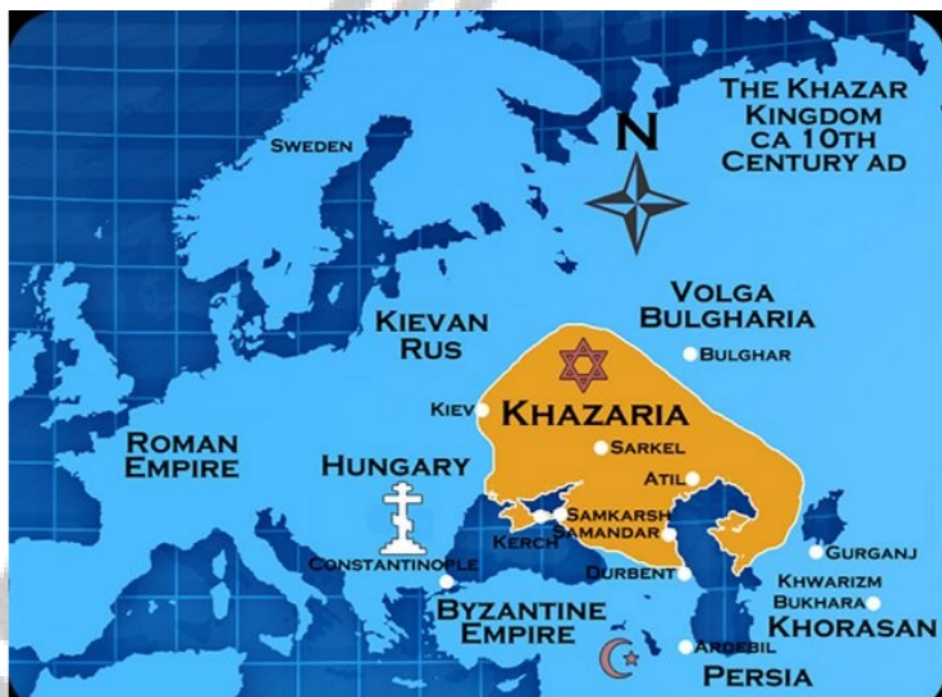 THE KHAZAR
KINGDOM
CA 10TH
CENTURY AD
N
SWEDEN
VOLGA
BULGHARIA
KIEVAN
RUS
BULGHAR
KIEV
KHAZARIA
ROMAN
EMPIRE
SARKEL
HUNGARY
ATIL
SAMKARSH
KERCH
SAMANDAR
GURGANJ
CONSTANTINOPLE
DURBENT
KHWARIZM
BYZANTINE
EMPIRE
BUKHARA
KHORASAN
ARDEBIL
PERSIA